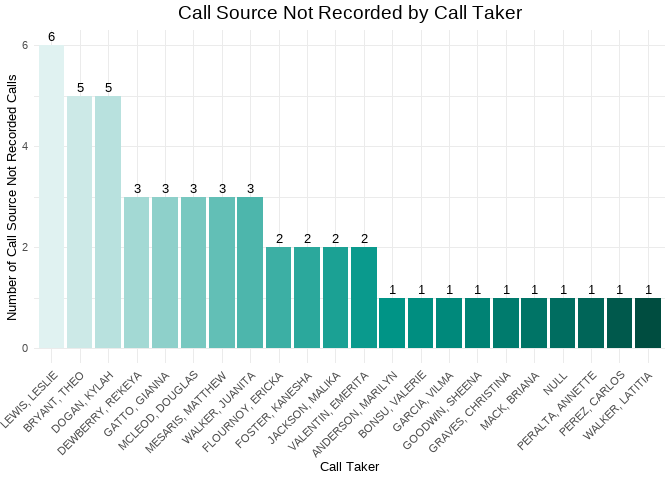 Call Source Not Recorded by Call Taker
Number of Call Source Not Recorded Calls
6
4
2
0
6
5
5
3
3
3
3
3
2
2
2
2
1
1
1
1
1
1
1
1
1
1
LEWIS, LESLIE
BRYANT, THEO
DOGAN, KYLAH
DEWBERRY, REKEYA
GATTO, GIANNA
MCLEOD, DOUGLAS
MESARIS, MATTHEW
WALKER, JUANITA
FLOURNOY, ERICKA
FOSTER, KANESHA
JACKSON, MALIKA
VALENTIN, EMERITA
ANDERSON, MARILYN
BONSU, VALERIE
GARCIA, VILMA
GOODWIN, SHEENA
GRAVES, CHRISTINA
MACK, BRIANA
NULL
PERALTA, ANNETTE
PEREZ, CARLOS
WALKER, LATITIA
Call Taker